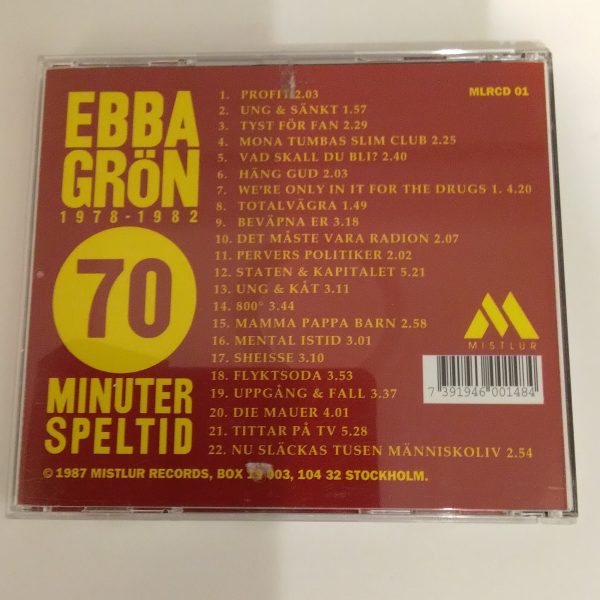 EBBA
GRÖN
1978-1982
70
MINUTER
SPELTID
MLRCD 01
1. PROFIT 2.03
2. UNG & SÄNKT 1.57
3. TYST FÖR FAN 2.29
4. MONA TUMBAS SLIM CLUB 2.25
5. VAD SKALL DU BLI? 2.40
6. HÄNG GUD 2.03
7. WE'RE ONLY IN IT FOR THE DRUGS 1. 4.20
8. TOTALVÄGRA 1.49
9. BEVÄPNA ER 3.18
10. DET MÅSTE VARA RADION 2.07
11. PERVERS POLITIKER 2.02
12. STATEN & KAPITALET 5.21
13. UNG & KÅT 3.11
14. 800° 3.44
15. MAMMA PAPPA BARN 2.58
16. MENTAL ISTID 3.01
17. SHEISSE 3.10
18. FLYKTSODA 3.53
19. UPPGÅNG & FALL 3.37
20. DIE MAUER 4.01
21. TITTAR PÅ TV 5.28
22. NU SLÄCKAS TUSEN MÄNNISKOLIV 2.54
MISTLUR
7 391946 001484
© 1987 MISTLUR RECORDS, BOX 003, 104 32 STOCKHOLM.